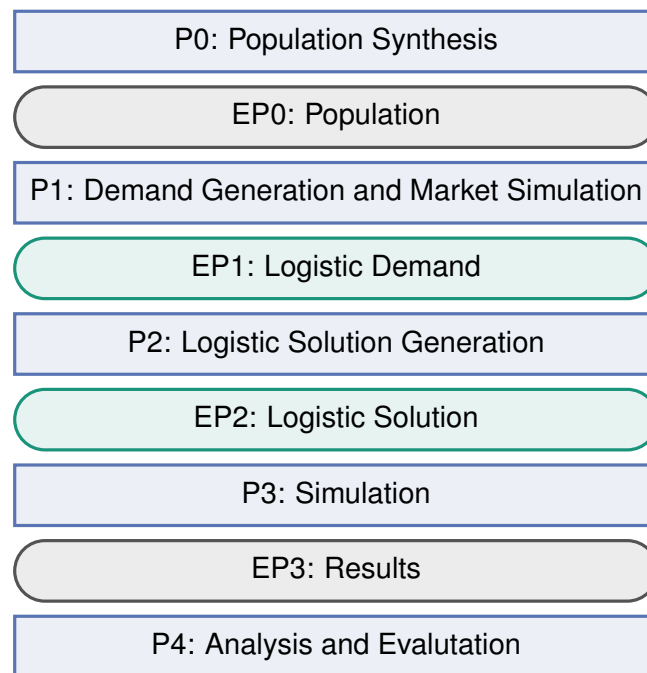 P0: Population Synthesis
EP0: Population
P1: Demand Generation and Market Simulation
EP1: Logistic Demand
P2: Logistic Solution Generation
EP2: Logistic Solution
P3: Simulation
EP3: Results
P4: Analysis and Evalutation